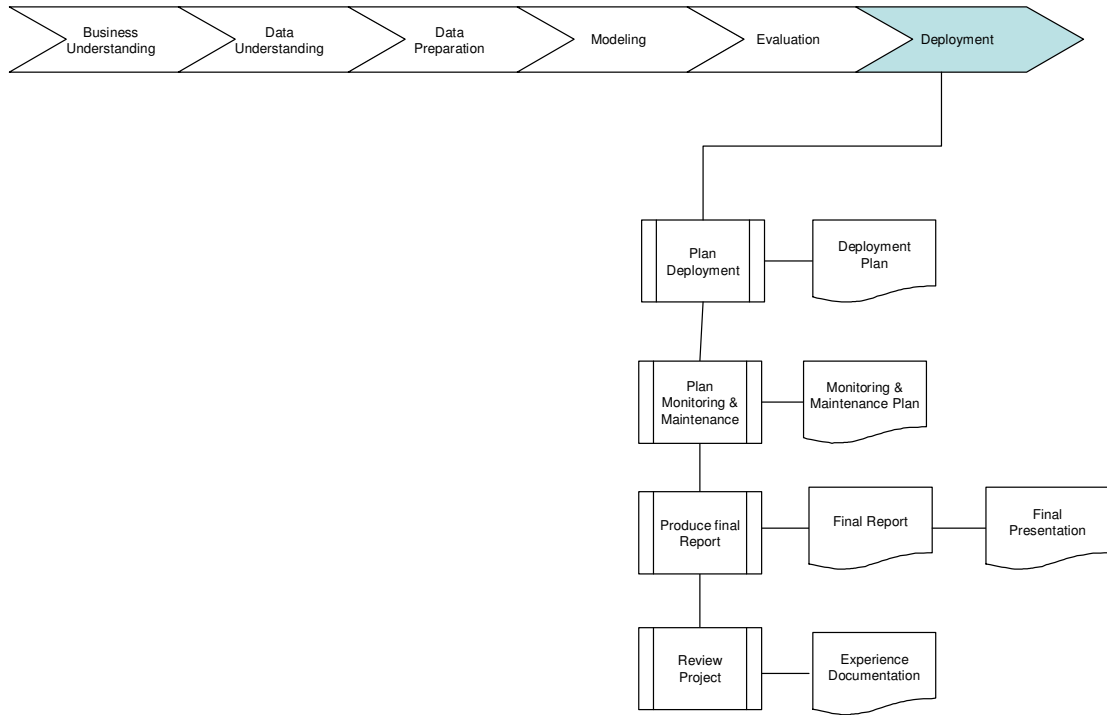 Business
Understanding
Data
Understanding
Data
Preparation
Modeling
Evaluation
Deployment
Plan
Deployment
Deployment
Plan
Plan
Monitoring &
Maintenance
Monitoring &
Maintenance Plan
Produce final
Report
Final Report
Final
Presentation
Review
Project
Experience
Documentation